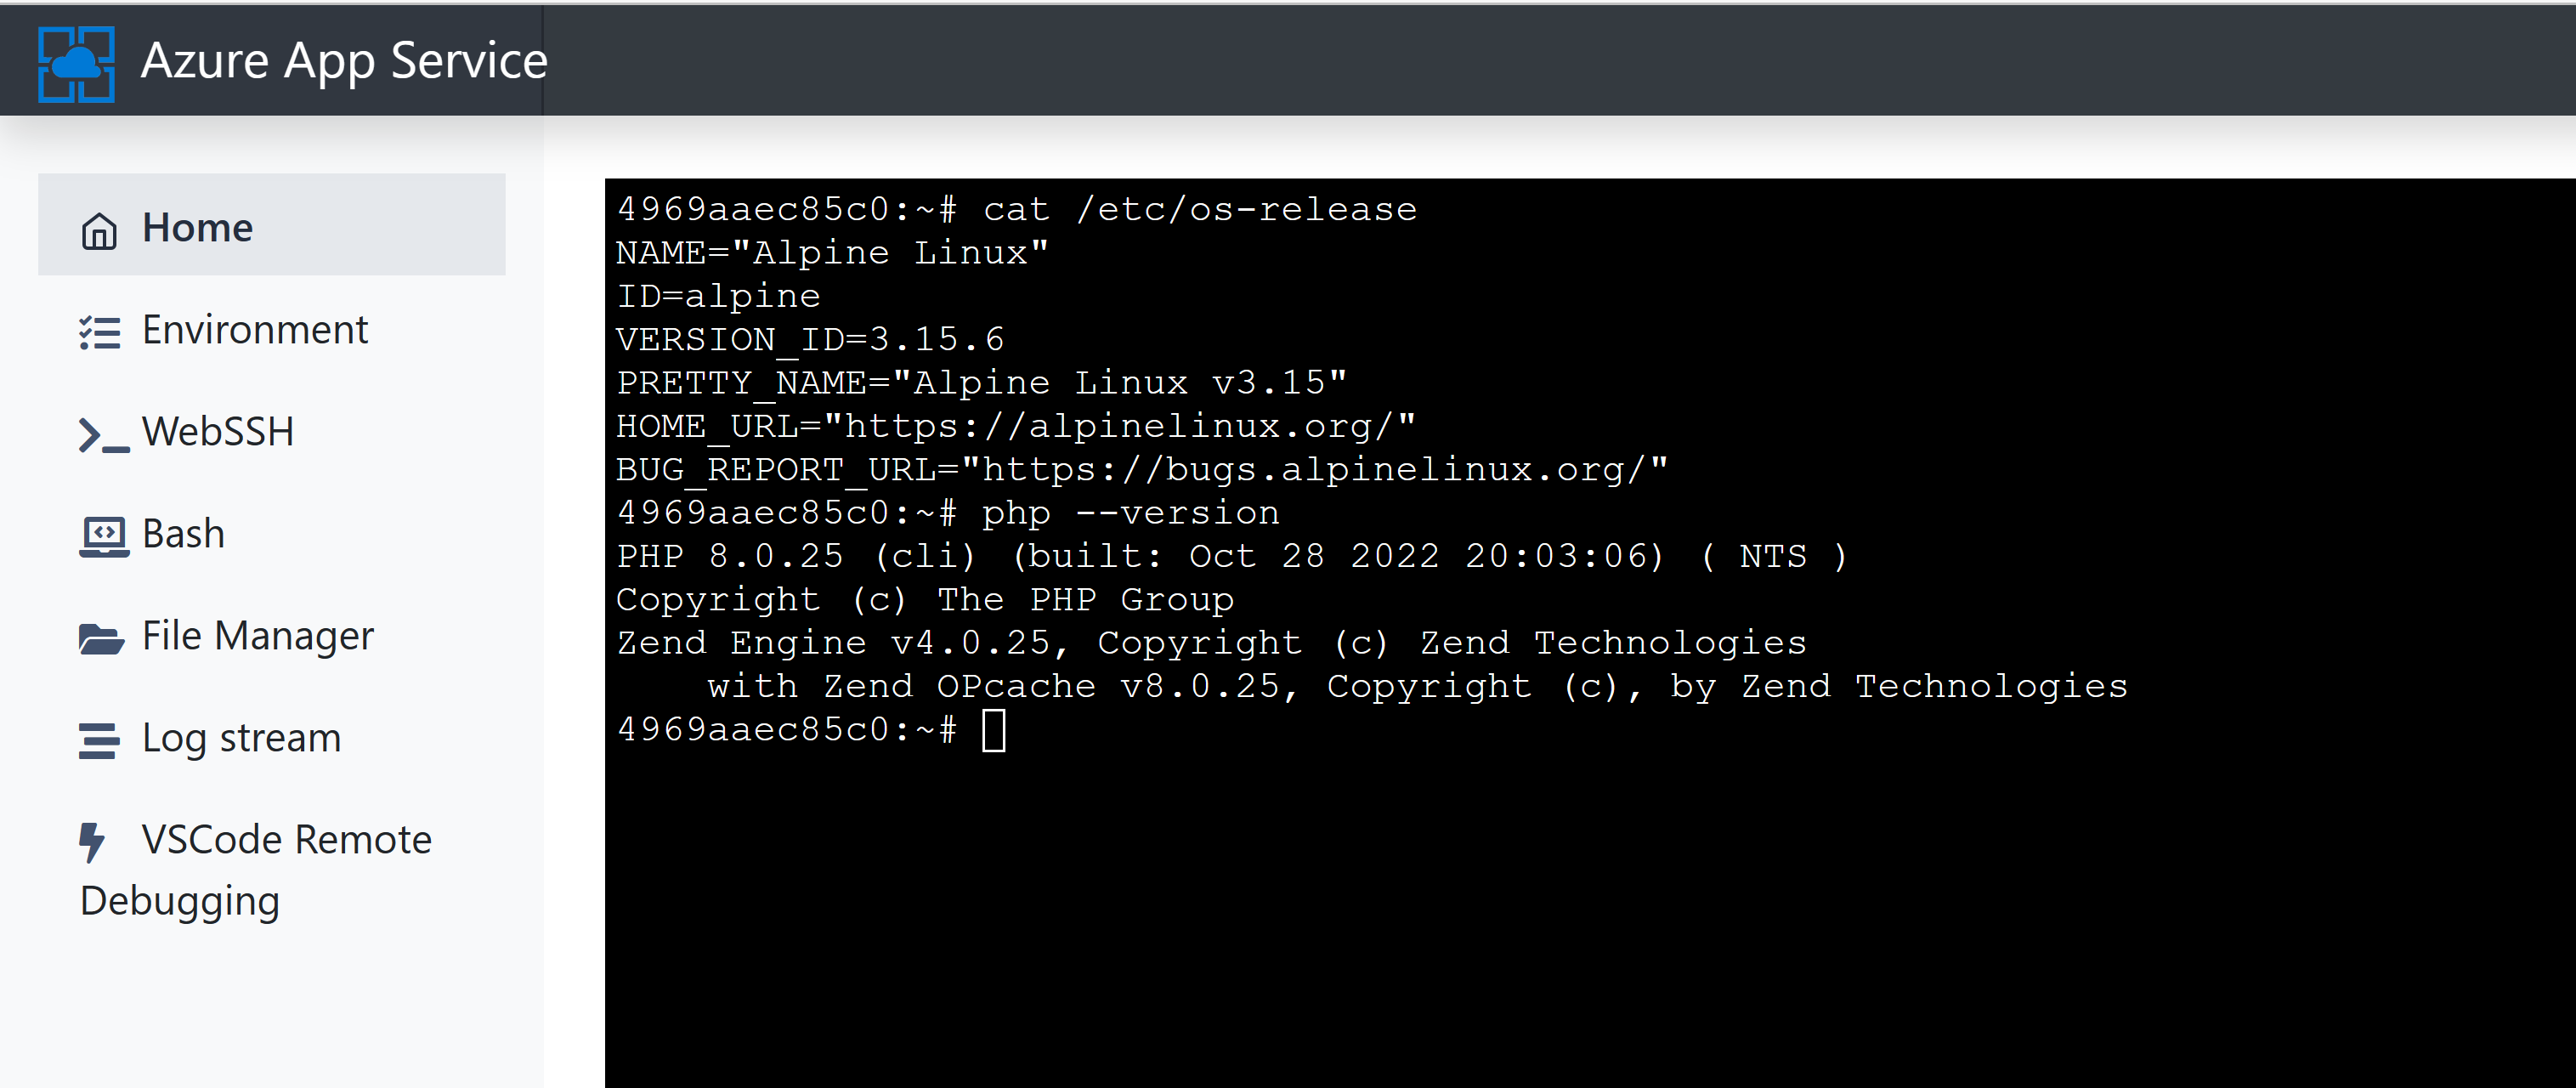 Azure App Service
Home
Environment
WebSSH
Bash
File Manager
Log stream
VSCode Remote
Debugging
4969aaec85c0:~# cat /etc/os-release
NAME="Alpine Linux"
ID=alpine
VERSION_ID=3.15.6
PRETTY_NAME="Alpine Linux v3.15"
HOME_URL="https://alpinelinux.org/"
BUG_REPORT_URL="https://bugs.alpinelinux.org/"
4969aaec85c0:~# php --version
PHP 8.0.25 (cli) (built: Oct 28 2022 20:03:06) ( NTS )
Copyright (c) The PHP Group
Zend Engine v4.0.25, Copyright (c) Zend Technologies
    with Zend OPcache v8.0.25, Copyright (c), by Zend Technologies
4969aaec85c0:~#